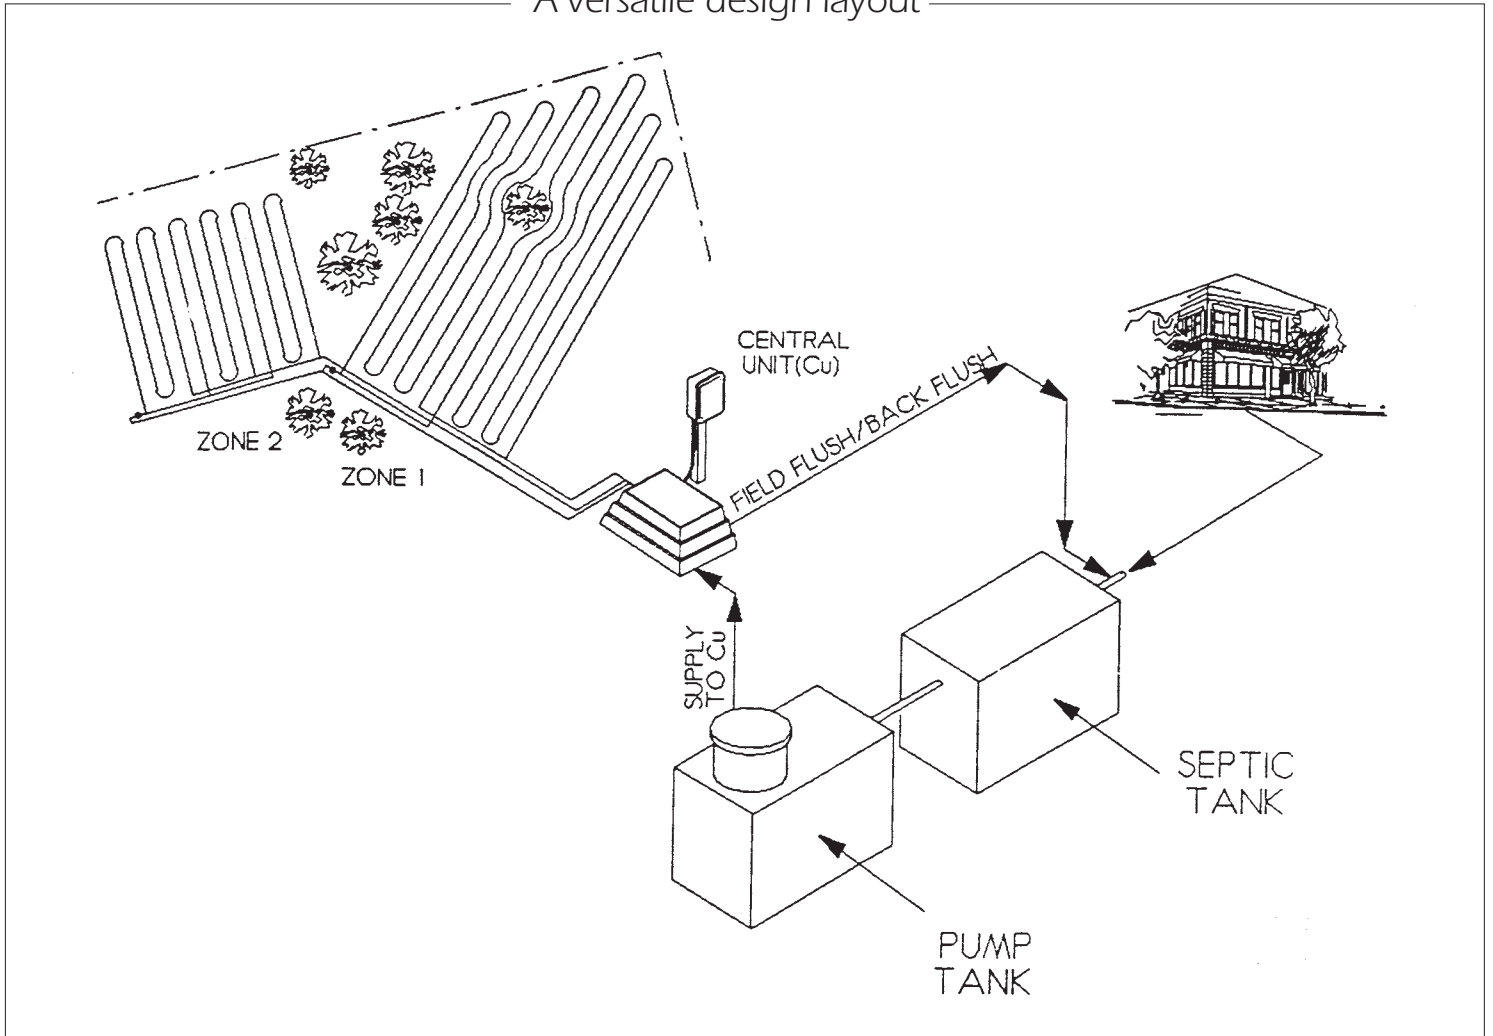 A versatile design layout
CENTRAL
UNIT(Cu)
FIELD FLUSH/BACK FLUSH
ZONE 2
ZONE 1
SUPPLY
TO Cu
SEPTIC
TANK
PUMP
TANK